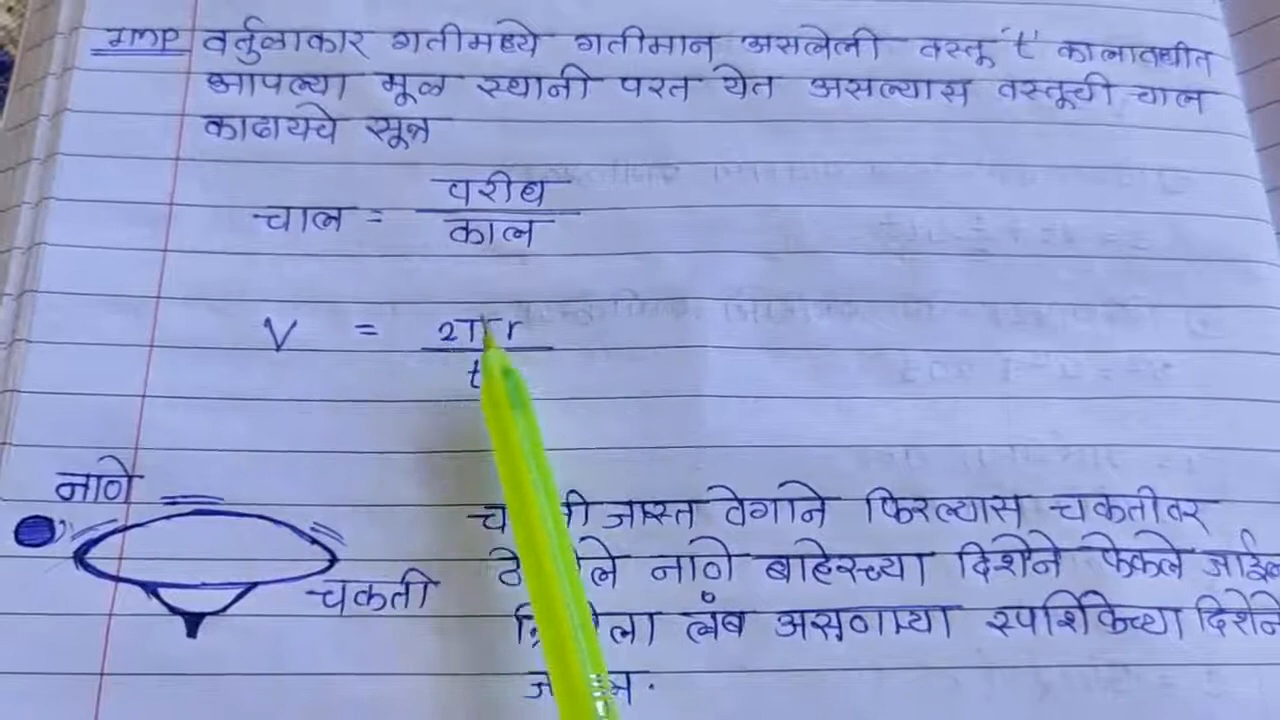 IMP वर्तुळाकार गतीमध्ये गतीमान असलेली वस्तू 't' कालावधीत
आपल्या मूळ स्थानी परत येत असल्यास वस्तूची चाल
काढायचे सूत्र
चाल = परीघ
काल
V = 2πr
t
नाणे
चकती
जास्त वेगाने फिरल्यास चकतीवर
नाणे बाहेरच्या दिशेने फेकले जाईल
लंब असणाऱ्या स्पर्शिकेच्या दिशेने